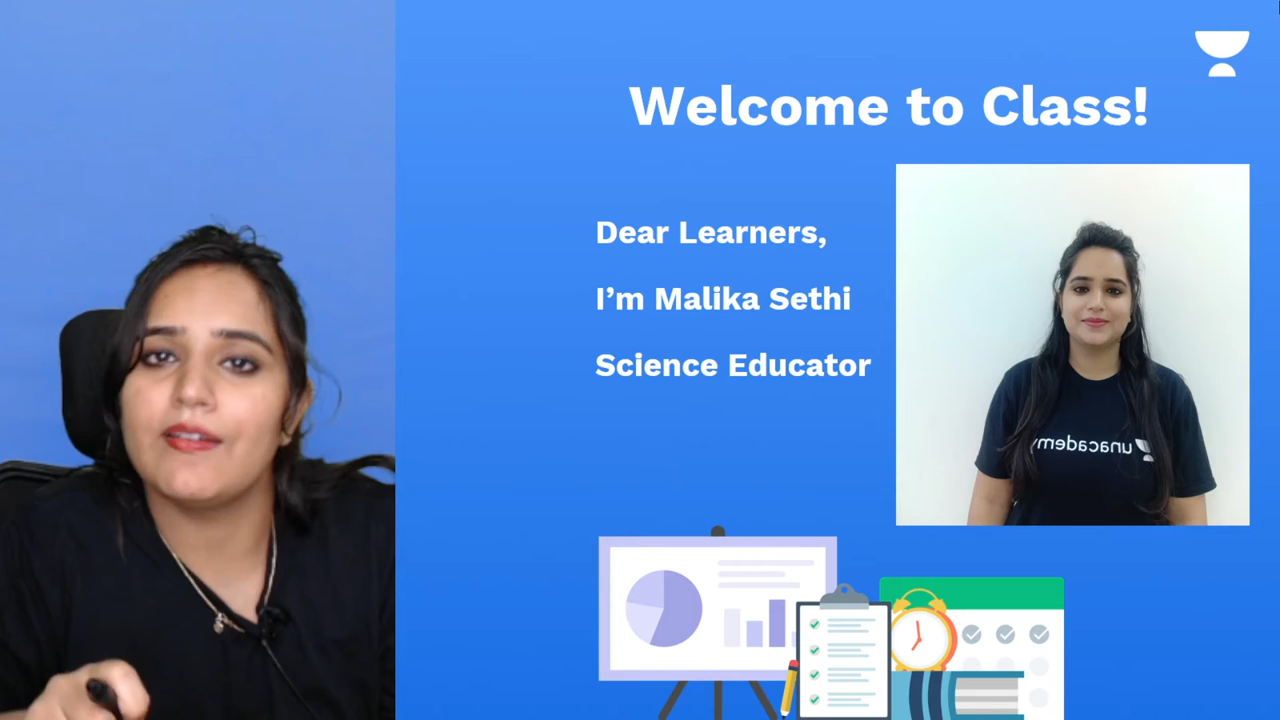 Welcome to Class!
Dear Learners,
I’m Malika Sethi
Science Educator
unacademy